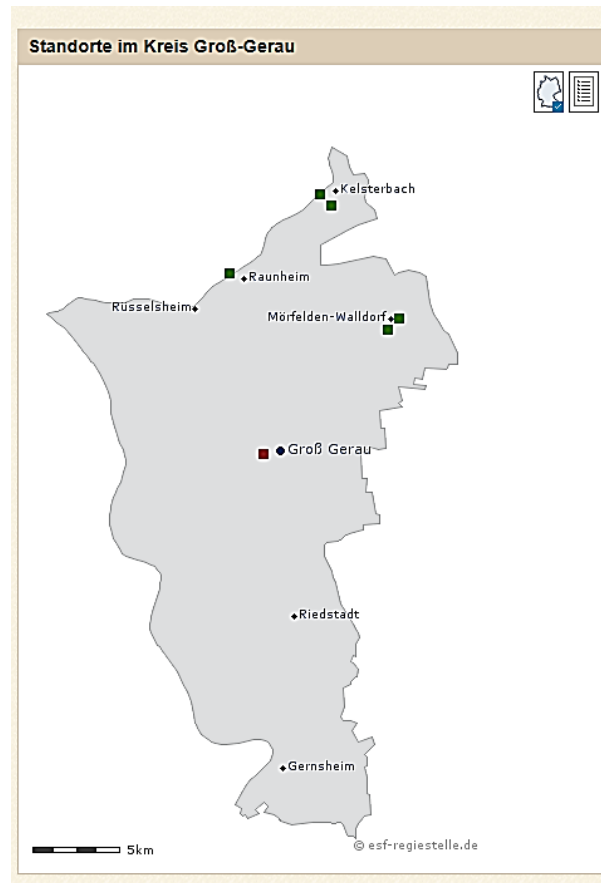 Standorte im Kreis Groß-Gerau
Kelsterbach
Raunheim
Rüsselsheim
Mörfelden-Walldorf
Groß Gerau
Riedstadt
Gernsheim
5km
© esf-regiestelle.de